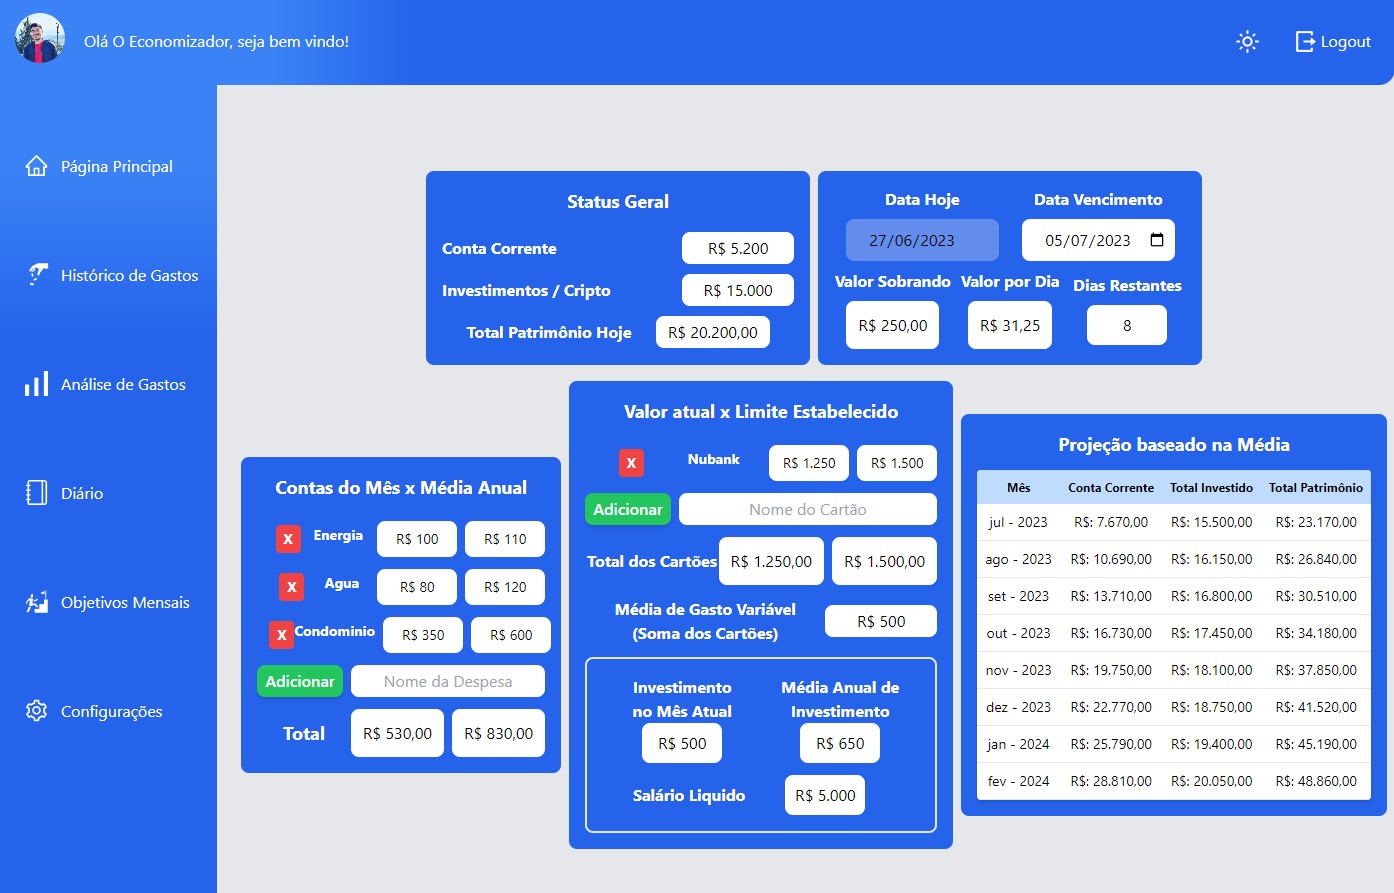 Olá O Economizador, seja bem vindo!
Logout
Página Principal
Histórico de Gastos
Análise de Gastos
Diário
Objetivos Mensais
Configurações
Status Geral
Conta Corrente R$ 5.200
Investimentos / Cripto R$ 15.000
Total Patrimônio Hoje R$ 20.200,00
Data Hoje Data Vencimento
27/06/2023 05/07/2023
Valor Sobrando Valor por Dia Dias Restantes
R$ 250,00 R$ 31,25 8
Contas do Mês x Média Anual
X Energia R$ 100 R$ 110
X Agua R$ 80 R$ 120
X Condominio R$ 350 R$ 600
Adicionar Nome da Despesa
Total R$ 530,00 R$ 830,00
Valor atual x Limite Estabelecido
X Nubank R$ 1.250 R$ 1.500
Adicionar Nome do Cartão
Total dos Cartões R$ 1.250,00 R$ 1.500,00
Média de Gasto Variável
(Soma dos Cartões) R$ 500
Investimento Média Anual de
no Mês Atual Investimento
R$ 500 R$ 650
Salário Liquido R$ 5.000
Projeção baseado na Média
Mês Conta Corrente Total Investido Total Patrimônio
jul - 2023 R$: 7.670,00 R$: 15.500,00 R$: 23.170,00
ago - 2023 R$: 10.690,00 R$: 16.150,00 R$: 26.840,00
set - 2023 R$: 13.710,00 R$: 16.800,00 R$: 30.510,00
out - 2023 R$: 16.730,00 R$: 17.450,00 R$: 34.180,00
nov - 2023 R$: 19.750,00 R$: 18.100,00 R$: 37.850,00
dez - 2023 R$: 22.770,00 R$: 18.750,00 R$: 41.520,00
jan - 2024 R$: 25.790,00 R$: 19.400,00 R$: 45.190,00
fev - 2024 R$: 28.810,00 R$: 20.050,00 R$: 48.860,00